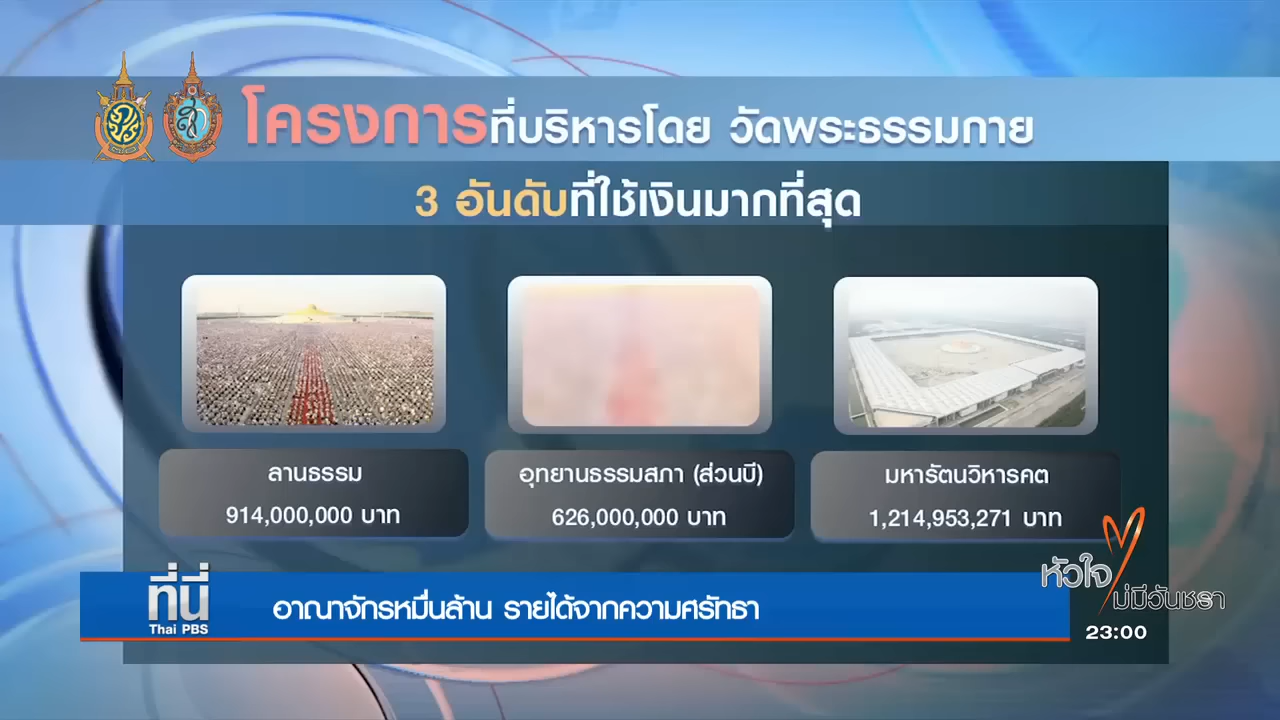 โครงการที่บริหารโดย วัดพระธรรมกาย
3 อันดับที่ใช้เงินมากที่สุด
ลานธรรม
914,000,000 บาท
อุทยานธรรมสภา (ส่วนบี)
626,000,000 บาท
มหารัตนวิหารคต
1,214,953,271 บาท
ที่นี่
Thai PBS
อาณาจักรหมื่นล้าน รายได้จากความศรัทธา
หัวใจ
ไม่มีวันชรา
23:00